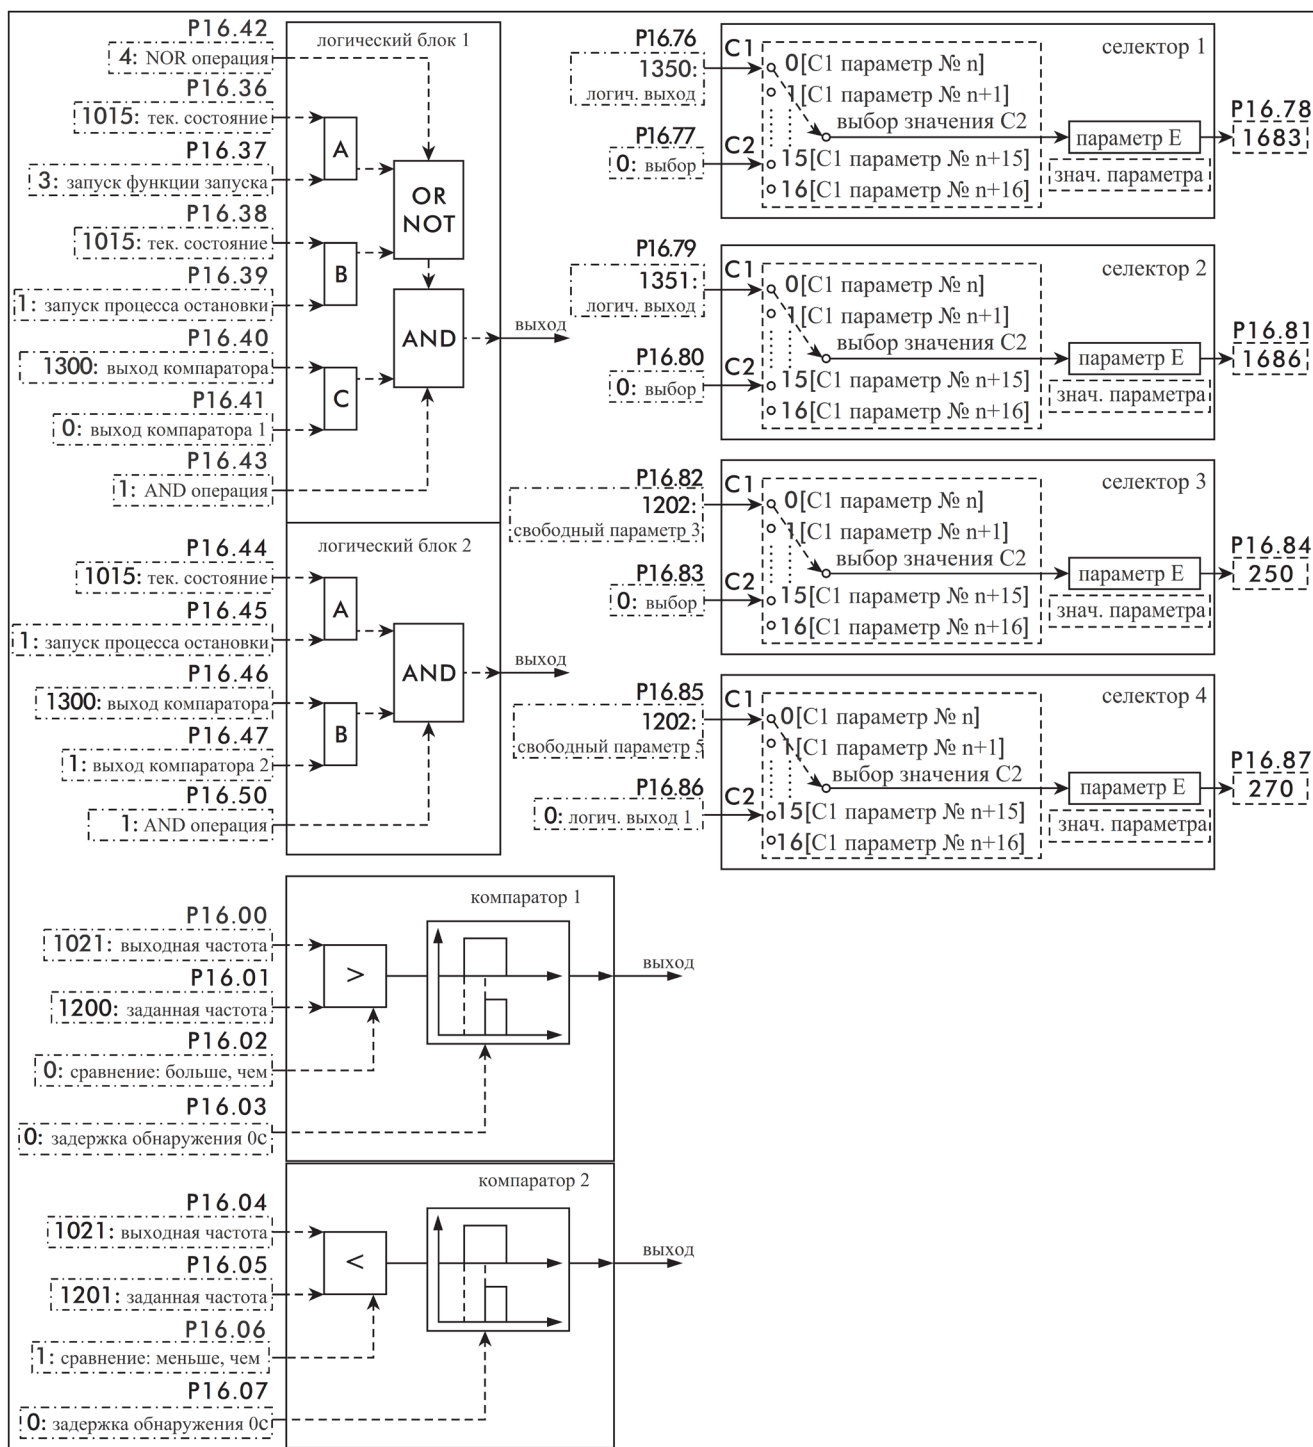 P16.42
логический блок 1
4: NOR операция
P16.36
1015: тек. состояние
A
P16.37
3: запуск функции запуска
OR
NOT
P16.38
1015: тек. состояние
B
P16.39
1: запуск процесса остановки
AND
выход
P16.40
1300: выход компаратора
C
P16.41
0: выход компаратора 1
P16.43
1: AND операция
логический блок 2
P16.44
1015: тек. состояние
A
P16.45
1: запуск процесса остановки
AND
выход
P16.46
1300: выход компаратора
B
P16.47
1: выход компаратора 2
P16.50
1: AND операция
компаратор 1
P16.00
1021: выходная частота
>
выход
P16.01
1200: заданная частота
P16.02
0: сравнение: больше, чем
P16.03
0: задержка обнаружения 0с
компаратор 2
P16.04
1021: выходная частота
<
выход
P16.05
1201: заданная частота
P16.06
1: сравнение: меньше, чем
P16.07
0: задержка обнаружения 0с
P16.76
1350:
логич. выход
P16.77
0: выбор
C1
C2
селектор 1
0[C1 параметр № n]
1[C1 параметр № n+1]
выбор значения C2
15[C1 параметр № n+15]
16[C1 параметр № n+16]
параметр E
знач. параметра
P16.78
1683
P16.79
1351:
логич. выход
P16.80
0: выбор
C1
C2
селектор 2
0[C1 параметр № n]
1[C1 параметр № n+1]
выбор значения C2
15[C1 параметр № n+15]
16[C1 параметр № n+16]
параметр E
знач. параметра
P16.81
1686
P16.82
1202:
свободный параметр 3
P16.83
0: выбор
C1
C2
селектор 3
0[C1 параметр № n]
1[C1 параметр № n+1]
выбор значения C2
15[C1 параметр № n+15]
16[C1 параметр № n+16]
параметр E
знач. параметра
P16.84
250
P16.85
1202:
свободный параметр 5
P16.86
0: логич. выход 1
C1
C2
селектор 4
0[C1 параметр № n]
1[C1 параметр № n+1]
выбор значения C2
15[C1 параметр № n+15]
16[C1 параметр № n+16]
параметр E
знач. параметра
P16.87
270